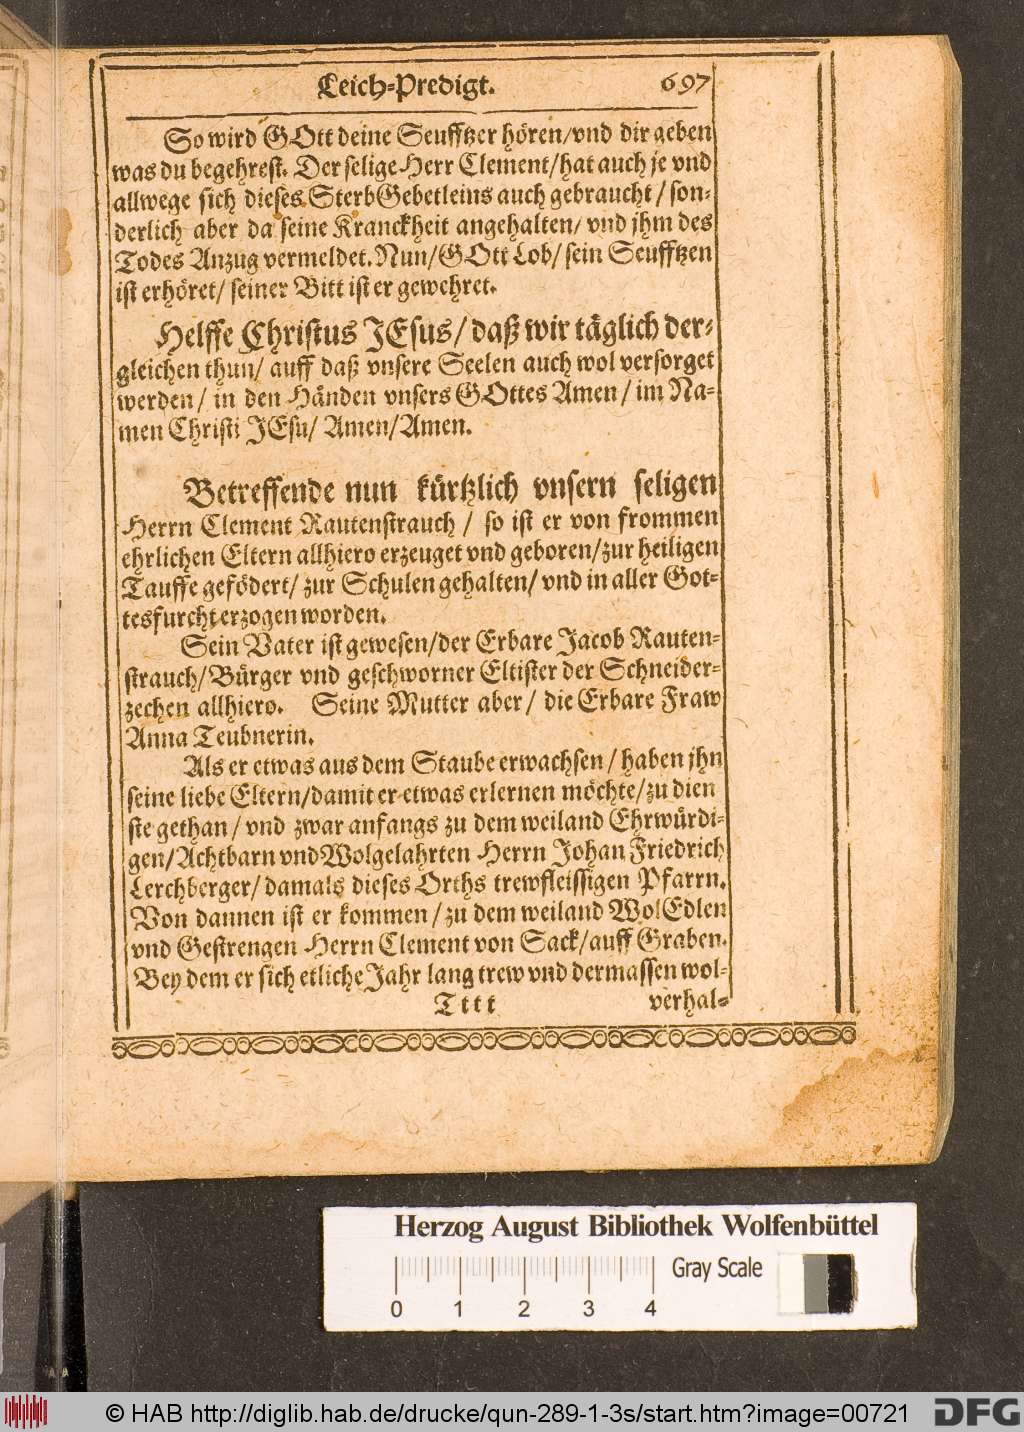 Leich-Predigt. 697
So wird GOtt deine Seufftzer hören/vnd dir geben
was du begehrest. Der selige Herr Clement/hat auch je vnd
allwege sich dieses SterbGebetleins auch gebraucht/ son-
derlich aber da seine Kranckheit angehalten/ vnd jhm des
Todes Anzug vermeldet. Nun/GOtt Lob/ sein Seufftzen
ist erhöret/ seiner Bitt ist er gewehret.
Helffe Christus JEsus/ daß wir täglich der-
gleichen thun/ auff daß vnsere Seelen auch wol versorget
werden/ in den Händen vnsers GOttes Amen/ im Na-
men Christi JEsu/ Amen/Amen.
Betreffende nun kürtzlich vnsern seligen
Herrn Clement Rautenstrauch/ so ist er von frommen
ehrlichen Eltern allhiero erzeuget vnd geboren/zur heiligen
Tauffe gefödert/ zur Schulen gehalten/ vnd in aller Got-
tesfurcht erzogen worden.
Sein Vater ist gewesen/der Erbare Jacob Rauten-
strauch/Bürger vnd geschworner Eltister der Schneider-
zechen allhiero. Seine Mutter aber/ die Erbare Fraw
Anna Teubnerin.
Als er etwas aus dem Staube erwachsen/ haben jhn
seine liebe Eltern/damit er etwas erlernen möchte/zu dien
ste gethan/ vnd zwar anfangs zu dem weiland Ehrwürdi-
gen/Achtbarn vnd Wolgelahrten Herrn Johan Friedrich
Lerchberger/ damals dieses Orths trewfleissigen Pfarrn.
Von dannen ist er kommen/ zu dem weiland WolEdlen
vnd Gestrengen Herrn Clement von Sack/auff Graben.
Bey dem er sich etliche Jahr lang trew vnd dermassen wol-
Tttt verhal-
Herzog August Bibliothek Wolfenbüttel
Gray Scale
0 1 2 3 4
© HAB http://diglib.hab.de/drucke/qun-289-1-3s/start.htm?image=00721 DFG